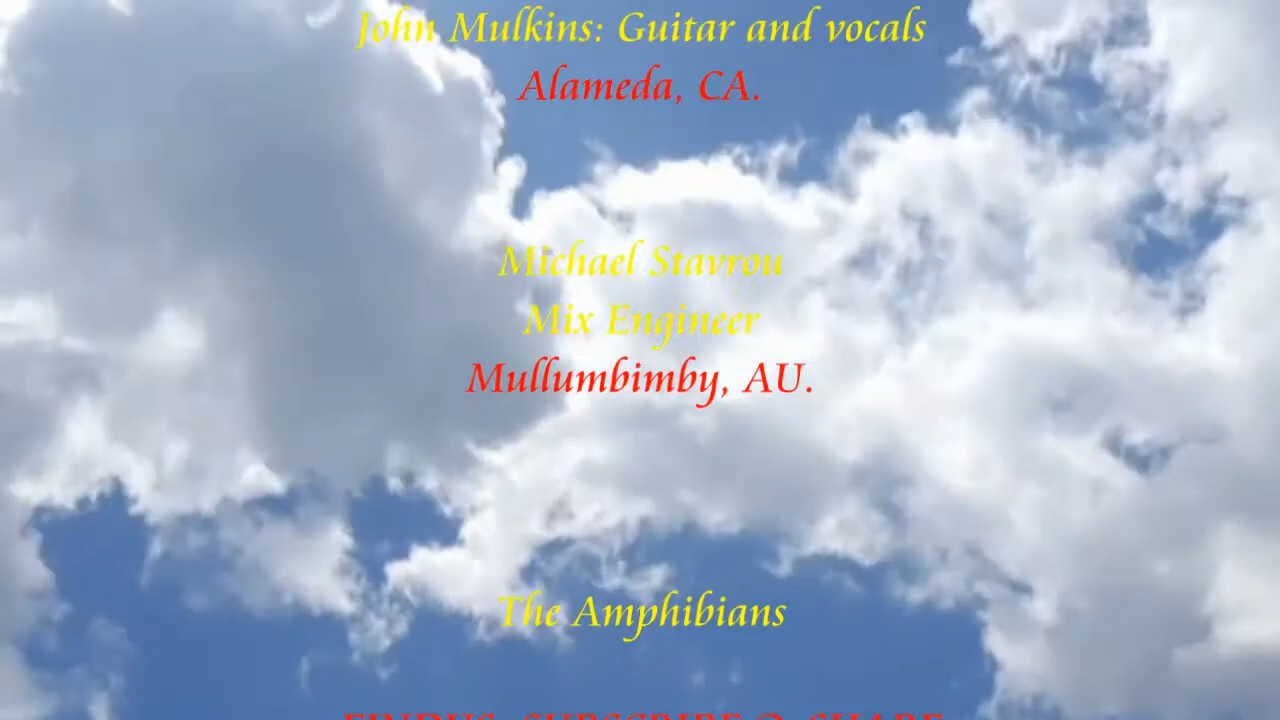 John Mulkins: Guitar and vocals
Alameda, CA.
Michael Stavrou
Mix Engineer
Mullumbimby, AU.
The Amphibians